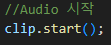 //Audio 시작
clip.start();